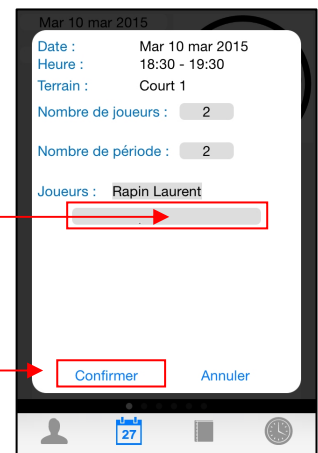 Mar 10 mar 2015
Date : Mar 10 mar 2015
Heure : 18:30 - 19:30
Terrain : Court 1
Nombre de joueurs : 2
Nombre de période : 2
Joueurs : Rapin Laurent
Confirmer Annuler
27